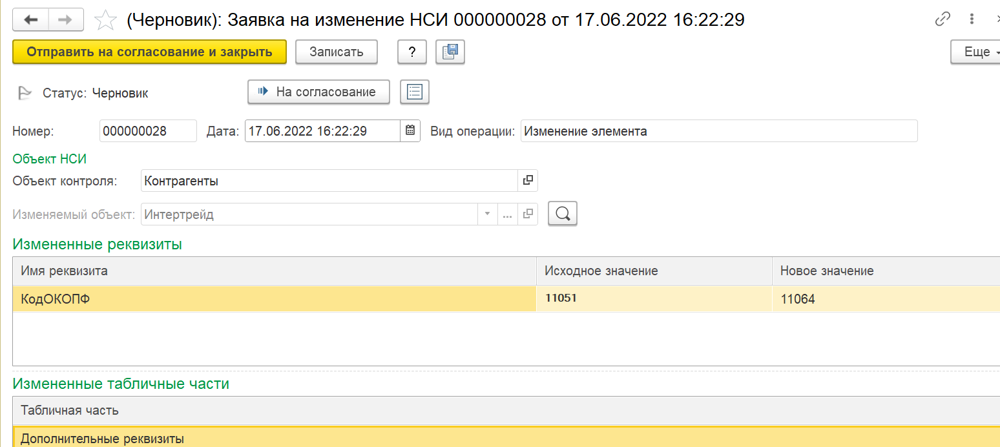 (Черновик): Заявка на изменение НСИ 000000028 от 17.06.2022 16:22:29
Отправить на согласование и закрыть Записать ? Еще
Статус: Черновик На согласование
Номер: 000000028 Дата: 17.06.2022 16:22:29 Вид операции: Изменение элемента
Объект НСИ
Объект контроля: Контрагенты
Изменяемый объект: Интертрейд ...
Измененные реквизиты
Имя реквизита Исходное значение Новое значение
КодОКОПФ 11051 11064
Измененные табличные части
Табличная часть
Дополнительные реквизиты